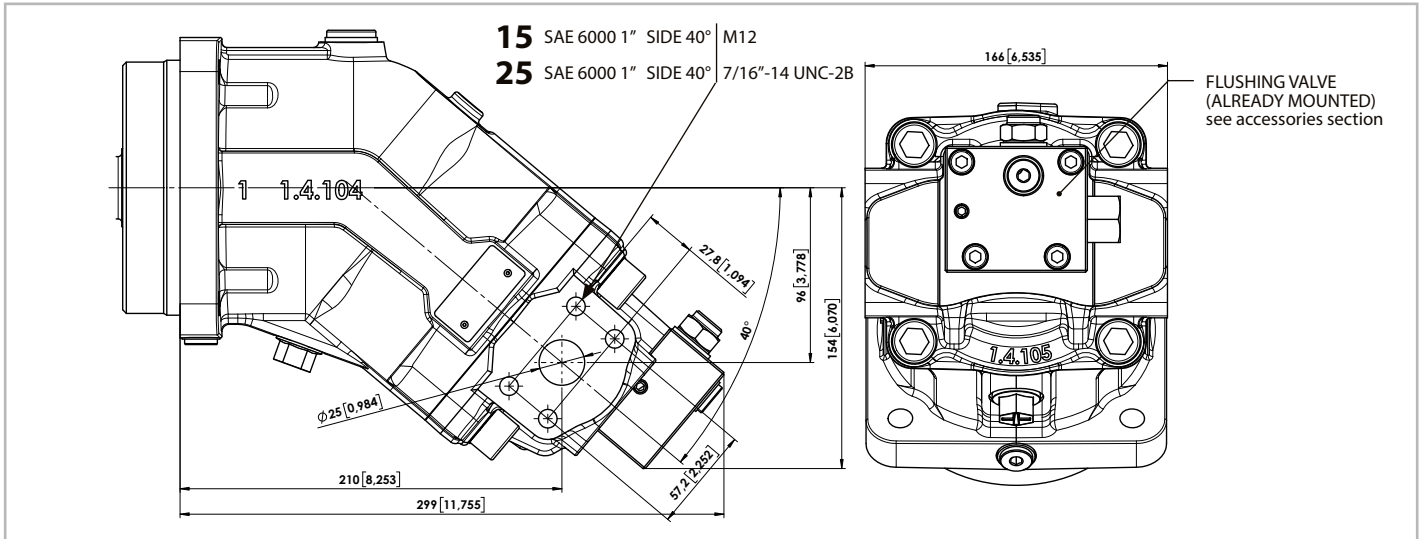 15 SAE 6000 1” SIDE 40° M12
25 SAE 6000 1” SIDE 40° 7/16”-14 UNC-2B
166 [6,535]
FLUSHING VALVE
(ALREADY MOUNTED)
see accessories section
1 1.4.104
27,8 [1,094]
96 [3,778]
154 [6,070]
40°
1.4.105
Ø25 [0,984]
57,2 [2,252]
210 [8,253]
299 [11,755]